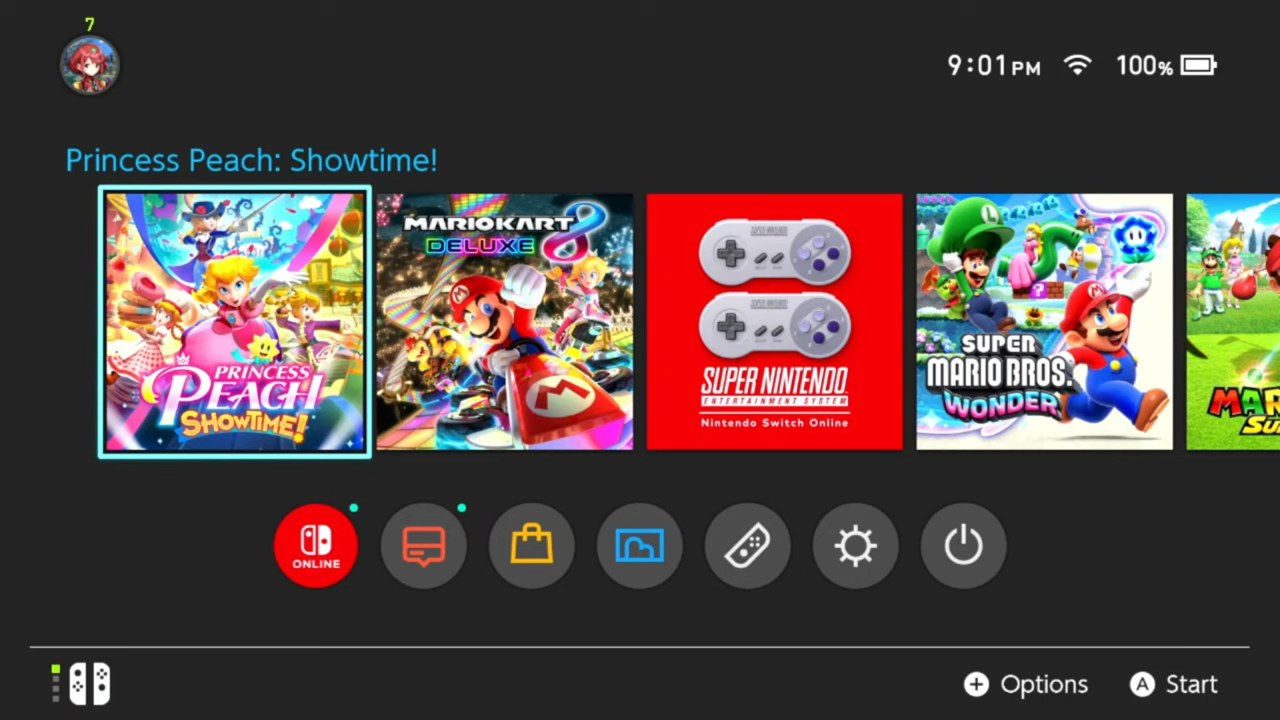 7
9:01PM 100%
Princess Peach: Showtime!
PRINCESS
PEACH
SHOWTIME!
MARIOKART 8
DELUXE
SUPER NINTENDO
ENTERTAINMENT SYSTEM
Nintendo Switch Online
L
M
SUPER
MARIO BROS.
WONDER
ONLINE
+ Options
A Start